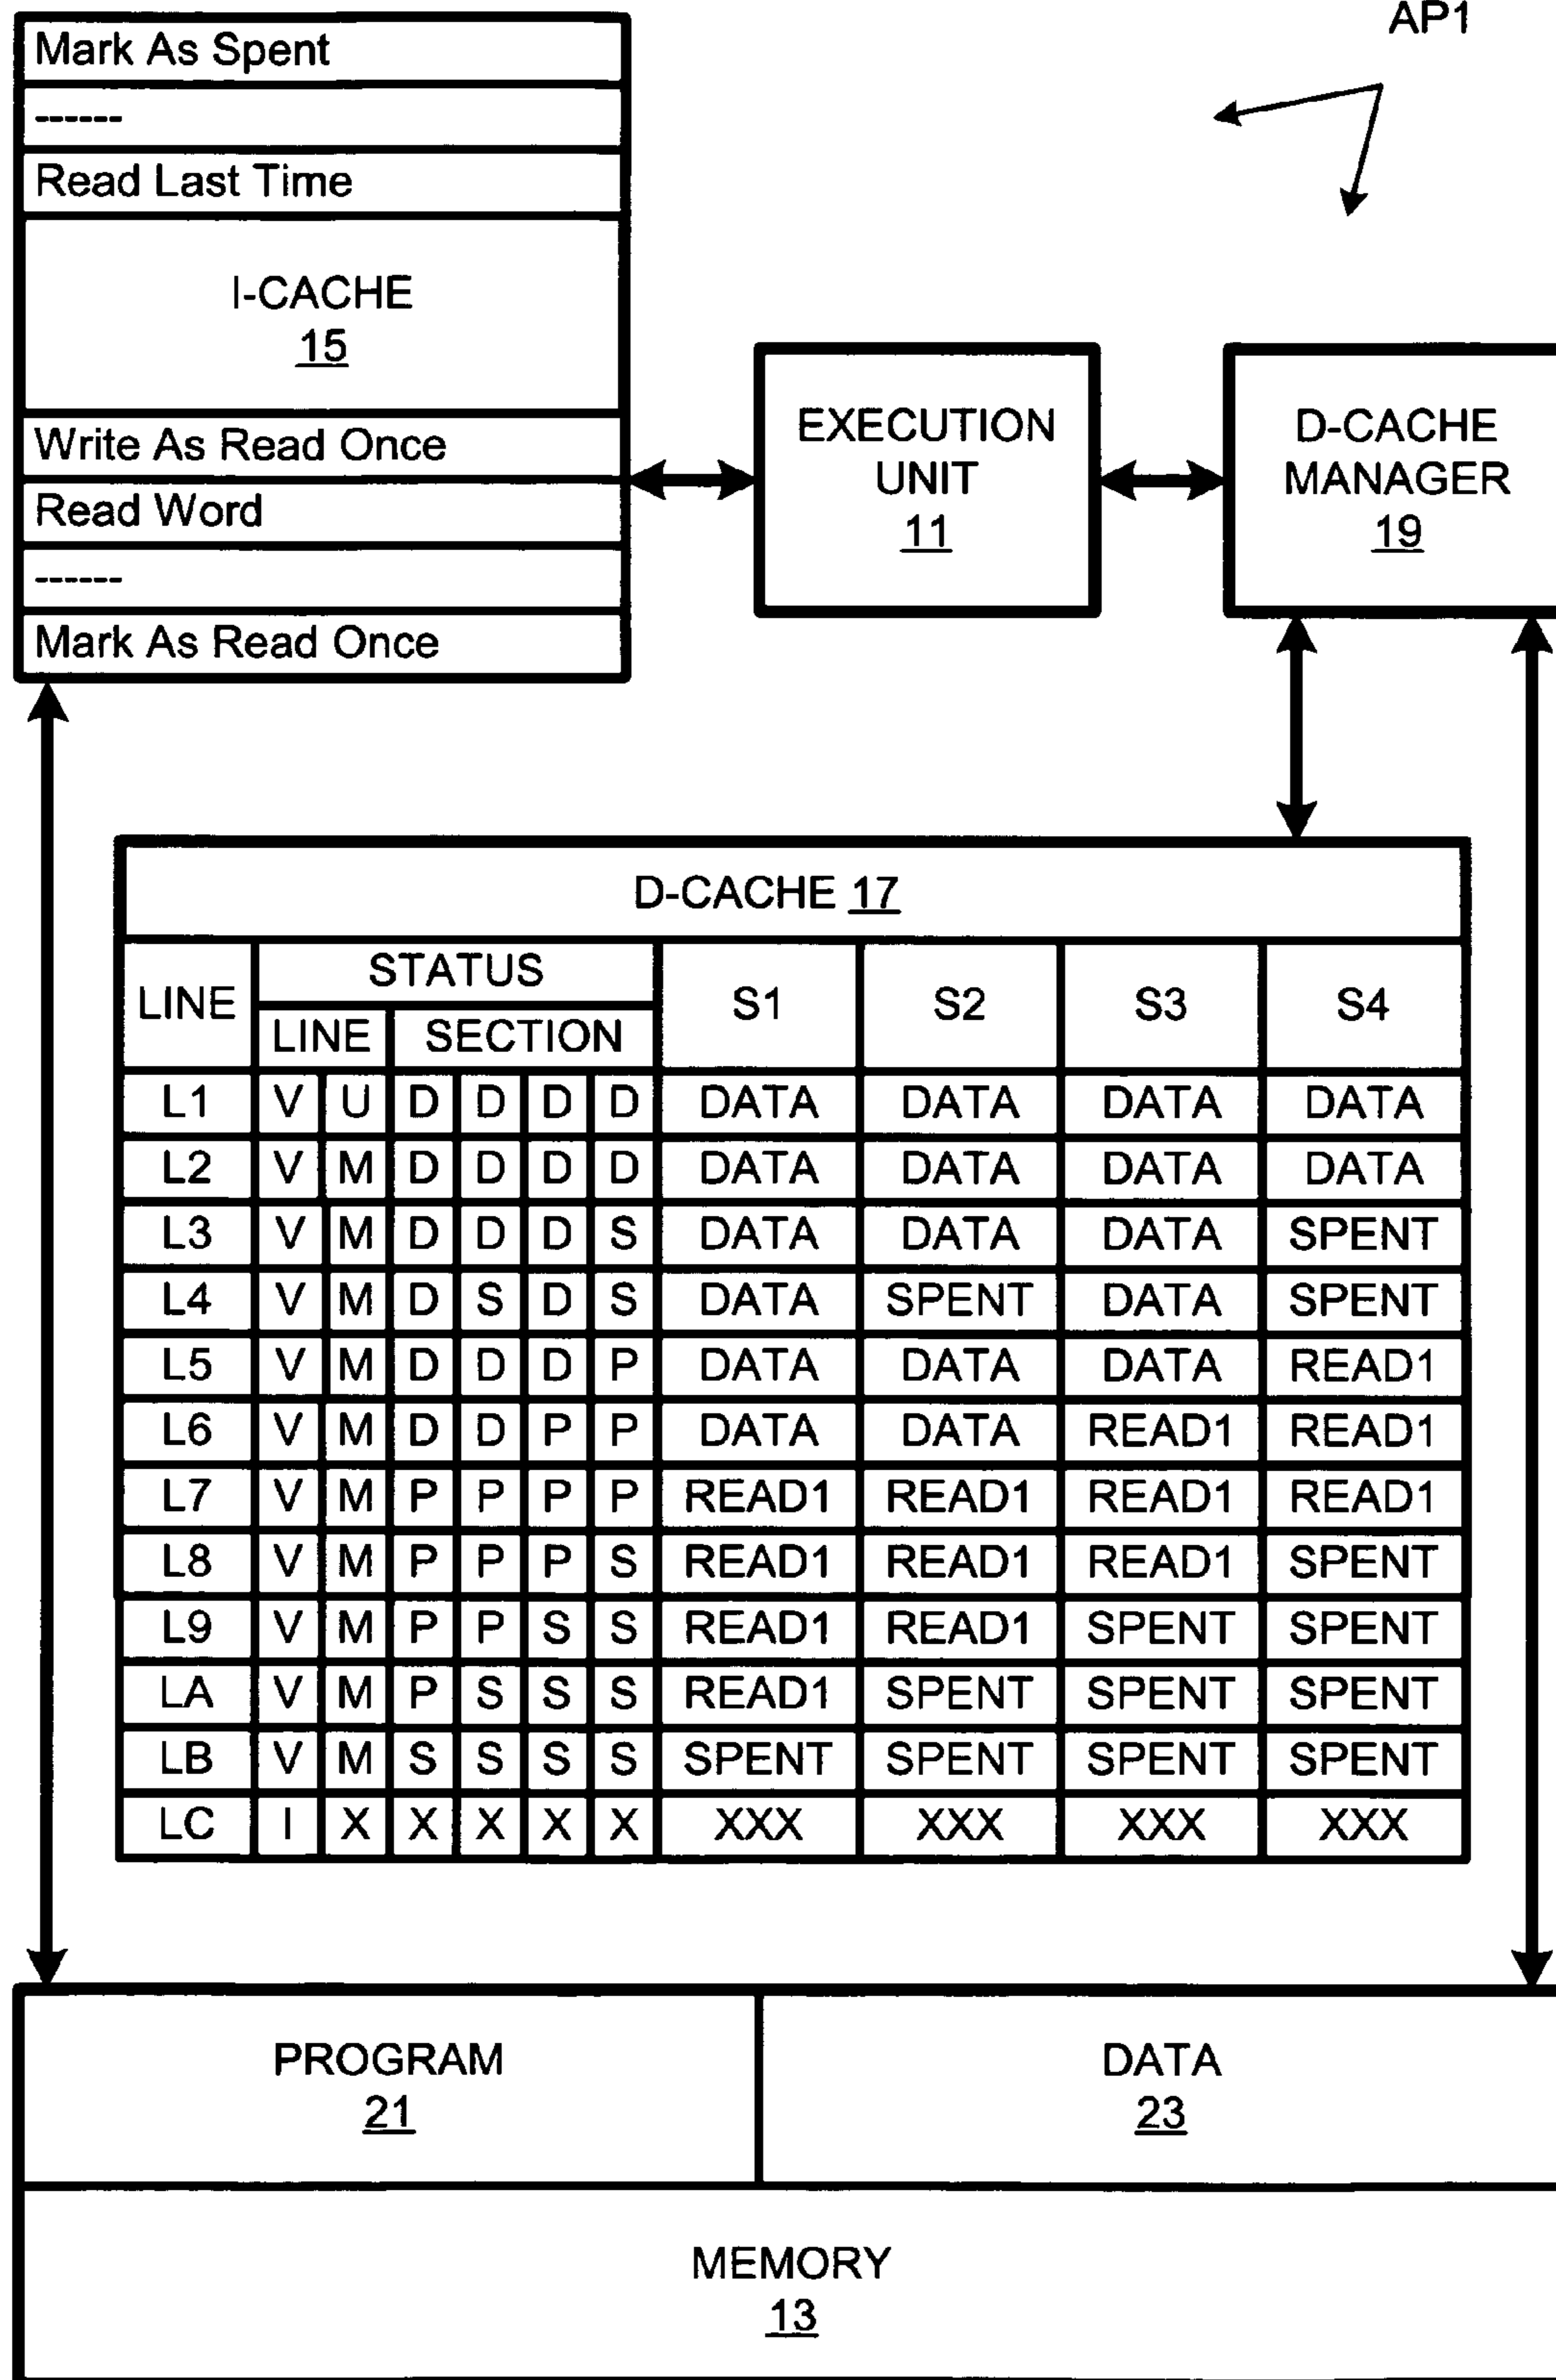 AP1
Mark As Spent
------
Read Last Time
I-CACHE
15
Write As Read Once
Read Word
------
Mark As Read Once
EXECUTION
UNIT
11
D-CACHE
MANAGER
19
D-CACHE 17
LINE STATUS S1 S2 S3 S4
LINE SECTION
L1 V U D D D D DATA DATA DATA DATA
L2 V M D D D D DATA DATA DATA DATA
L3 V M D D D S DATA DATA DATA SPENT
L4 V M D S D S DATA SPENT DATA SPENT
L5 V M D D D P DATA DATA DATA READ1
L6 V M D D P P DATA DATA READ1 READ1
L7 V M P P P P READ1 READ1 READ1 READ1
L8 V M P P P S READ1 READ1 READ1 SPENT
L9 V M P P S S READ1 READ1 SPENT SPENT
LA V M P S S S READ1 SPENT SPENT SPENT
LB V M S S S S SPENT SPENT SPENT SPENT
LC I X X X X X XXX XXX XXX XXX
PROGRAM
21
DATA
23
MEMORY
13